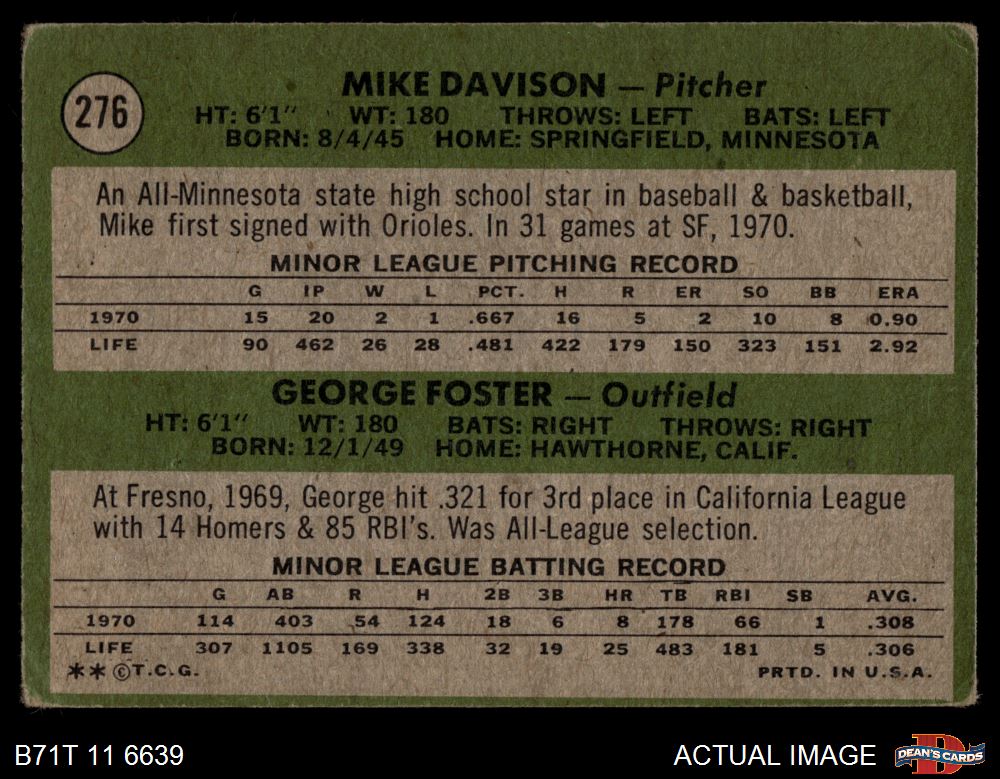 276
MIKE DAVISON — Pitcher
HT: 6'1" WT: 180 THROWS: LEFT BATS: LEFT
BORN: 8/4/45 HOME: SPRINGFIELD, MINNESOTA
An All-Minnesota state high school star in baseball & basketball,
Mike first signed with Orioles. In 31 games at SF, 1970.
MINOR LEAGUE PITCHING RECORD
G IP W L PCT. H R ER SO BB ERA
1970 15 20 2 1 .667 16 5 2 10 8 0.90
LIFE 90 462 26 28 .481 422 179 150 323 151 2.92
GEORGE FOSTER — Outfield
HT: 6'1" WT: 180 BATS: RIGHT THROWS: RIGHT
BORN: 12/1/49 HOME: HAWTHORNE, CALIF.
At Fresno, 1969, George hit .321 for 3rd place in California League
with 14 Homers & 85 RBI's. Was All-League selection.
MINOR LEAGUE BATTING RECORD
G AB R H 2B 3B HR TB RBI SB AVG.
1970 114 403 54 124 18 6 8 178 66 1 .308
LIFE 307 1105 169 338 32 19 25 483 181 5 .306
** ©T.C.G. PRTD. IN U.S.A.
B71T 11 6639 ACTUAL IMAGE DEAN'S CARDS